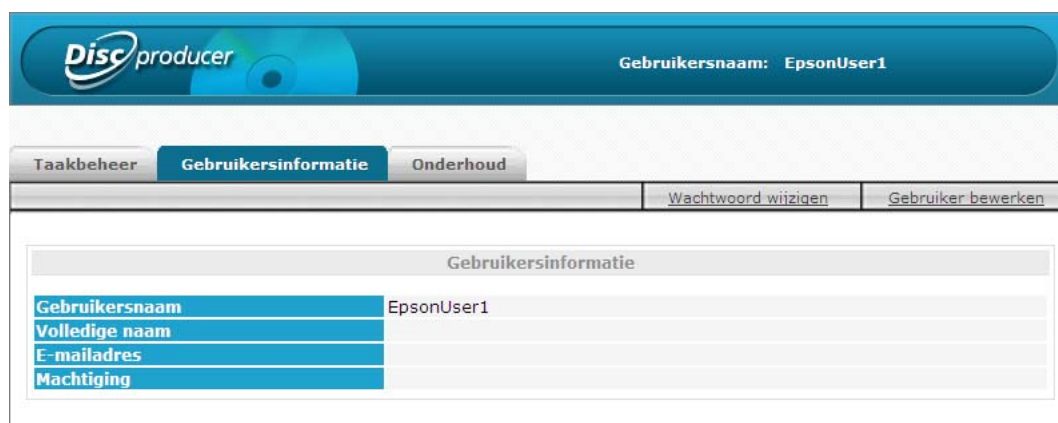 Disc producer
Gebruikersnaam: EpsonUser1
Taakbeheer Gebruikersinformatie Onderhoud
Wachtwoord wijzigen Gebruiker bewerken
Gebruikersinformatie
Gebruikersnaam EpsonUser1
Volledige naam
E-mailadres
Machtiging